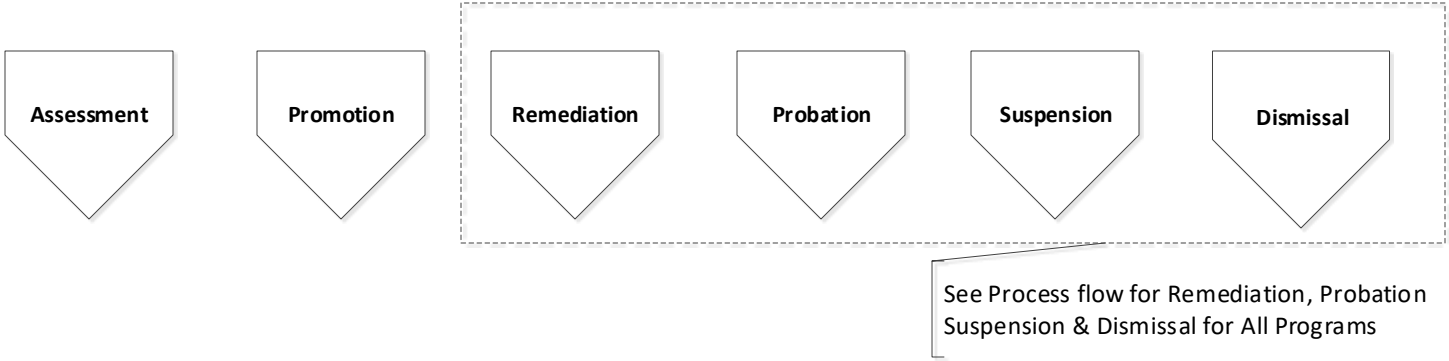 Assessment
Promotion
Remediation
Probation
Suspension
Dismissal
See Process flow for Remediation, Probation
Suspension & Dismissal for All Programs